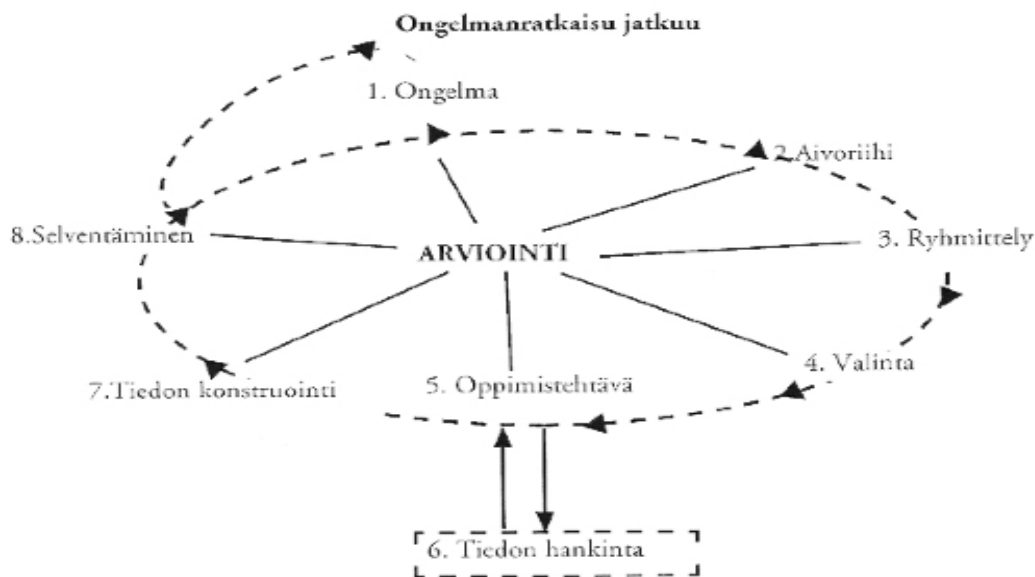 Ongelmanratkaisu jatkuu
1. Ongelma
2.Aivoriihi
3. Ryhmittely
4. Valinta
5. Oppimistehtävä
6. Tiedon hankinta
7.Tiedon konstruointi
8.Selventäminen
ARVIOINTI